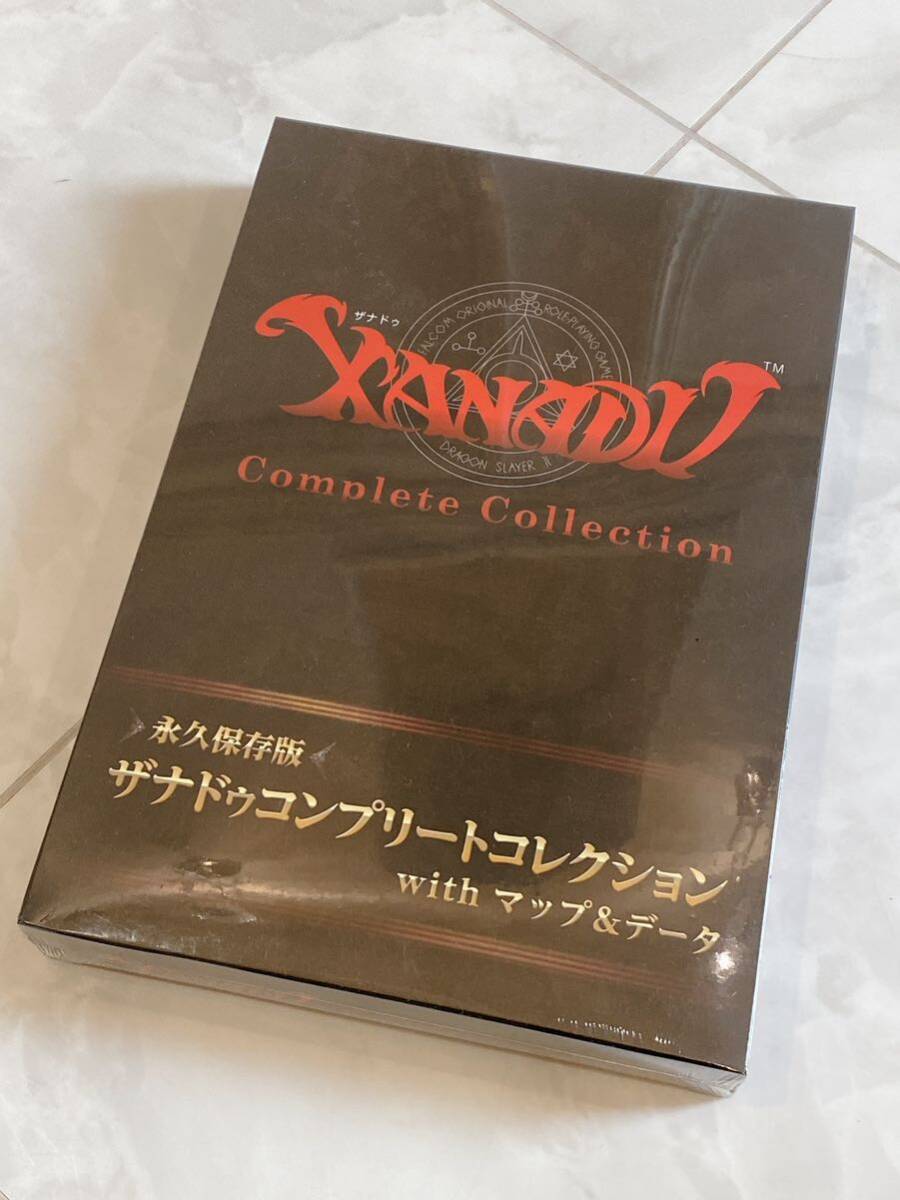 ザナドゥ
XANADU™
FALCOM ORIGINAL ROLE-PLAYING GAME
DRAGON SLAYER II
Complete Collection
永久保存版
ザナドゥコンプリートコレクション
with マップ&データ